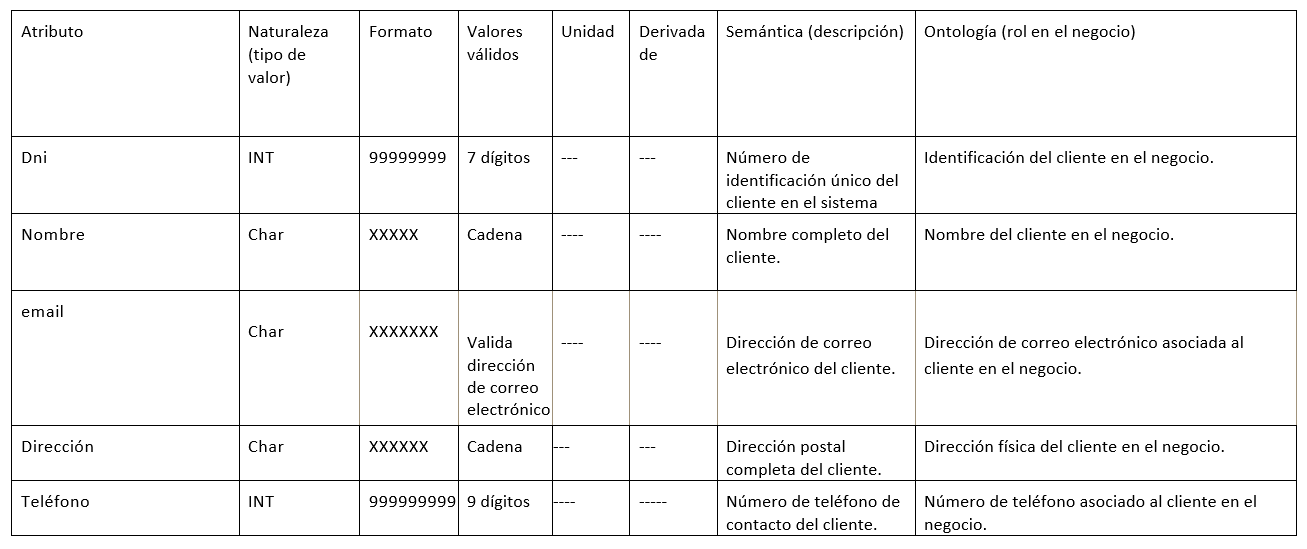 Atributo
Naturaleza
(tipo de
valor)
Formato
Valores
válidos
Unidad
Derivada
de
Semántica (descripción)
Ontología (rol en el negocio)
Dni
INT
99999999
7 dígitos
---
---
Número de
identificación único del
cliente en el sistema
Identificación del cliente en el negocio.
Nombre
Char
XXXXX
Cadena
----
----
Nombre completo del
cliente.
Nombre del cliente en el negocio.
email
Char
XXXXXXX
Valida
dirección
de correo
electrónico
----
----
Dirección de correo
electrónico del cliente.
Dirección de correo electrónico asociada al
cliente en el negocio.
Dirección
Char
XXXXXX
Cadena
---
---
Dirección postal
completa del cliente.
Dirección física del cliente en el negocio.
Teléfono
INT
999999999
9 dígitos
----
-----
Número de teléfono de
contacto del cliente.
Número de teléfono asociado al cliente en el
negocio.